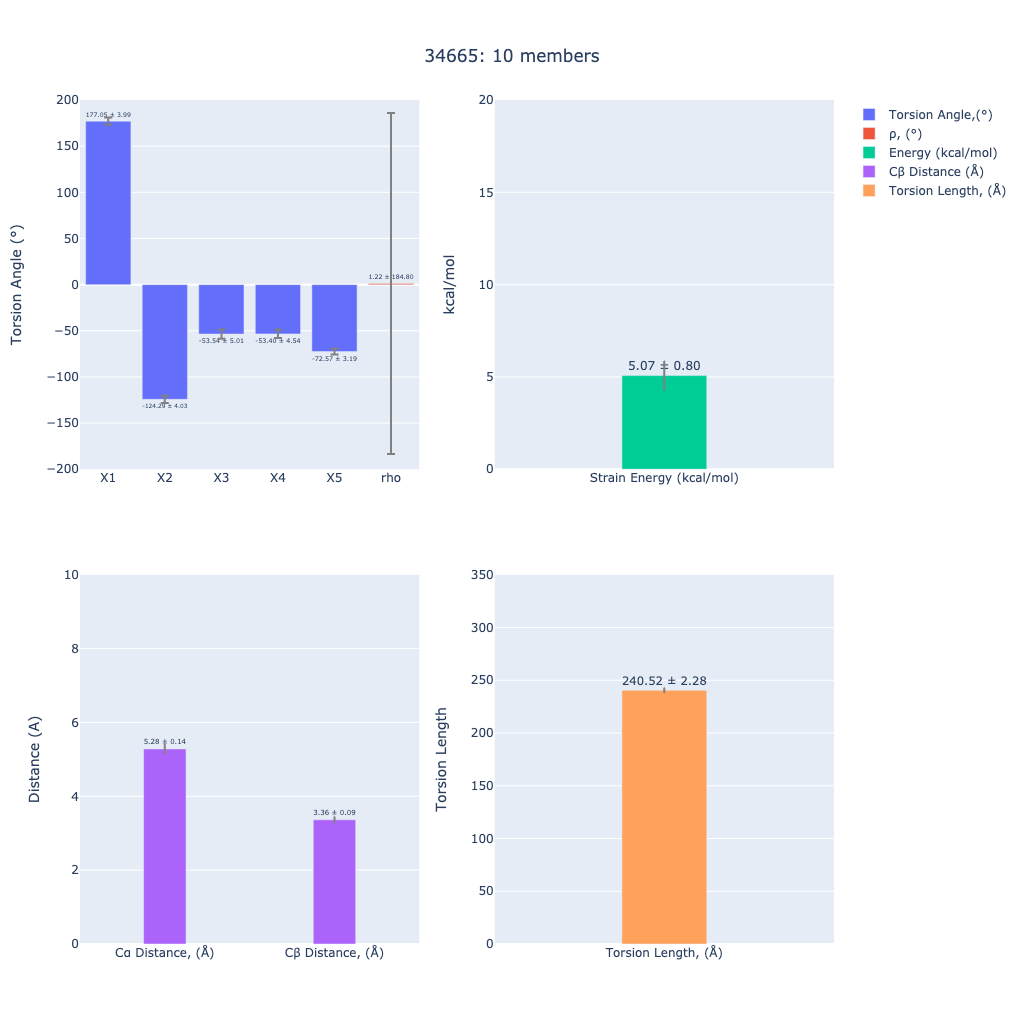 34665: 10 members
Torsion Angle (°)
200
150
100
50
0
−50
−100
−150
−200
177.05 ± 3.99
-124.29 ± 4.03
-53.54 ± 5.01
-53.40 ± 4.54
-72.57 ± 3.19
1.22 ± 184.80
X1 X2 X3 X4 X5 rho
kcal/mol
20
15
10
5
0
5.07 ± 0.80
Strain Energy (kcal/mol)
Torsion Angle,(°)
ρ, (°)
Energy (kcal/mol)
Cβ Distance (Å)
Torsion Length, (Å)
Distance (A)
10
8
6
4
2
0
5.28 ± 0.14
3.36 ± 0.09
Cα Distance, (Å) Cβ Distance, (Å)
Torsion Length
350
300
250
200
150
100
50
0
240.52 ± 2.28
Torsion Length, (Å)